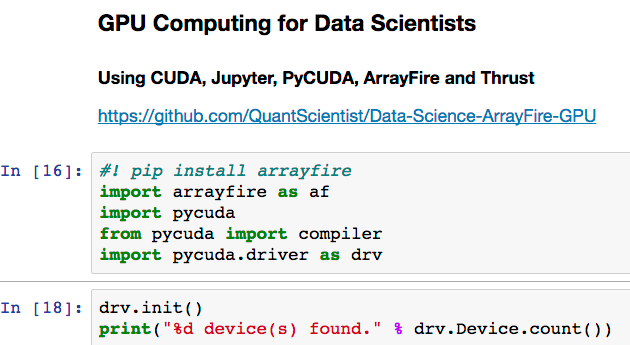 GPU Computing for Data Scientists
Using CUDA, Jupyter, PyCUDA, ArrayFire and Thrust
https://github.com/QuantScientist/Data-Science-ArrayFire-GPU
In [16]: #! pip install arrayfire
import arrayfire as af
import pycuda
from pycuda import compiler
import pycuda.driver as drv
In [18]: drv.init()
print("%d device(s) found." % drv.Device.count())